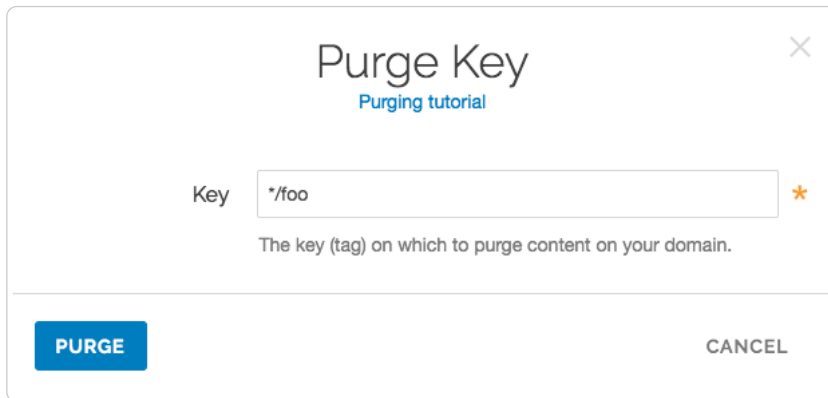 Purge Key
Purging tutorial
Key */foo *
The key (tag) on which to purge content on your domain.
PURGE CANCEL